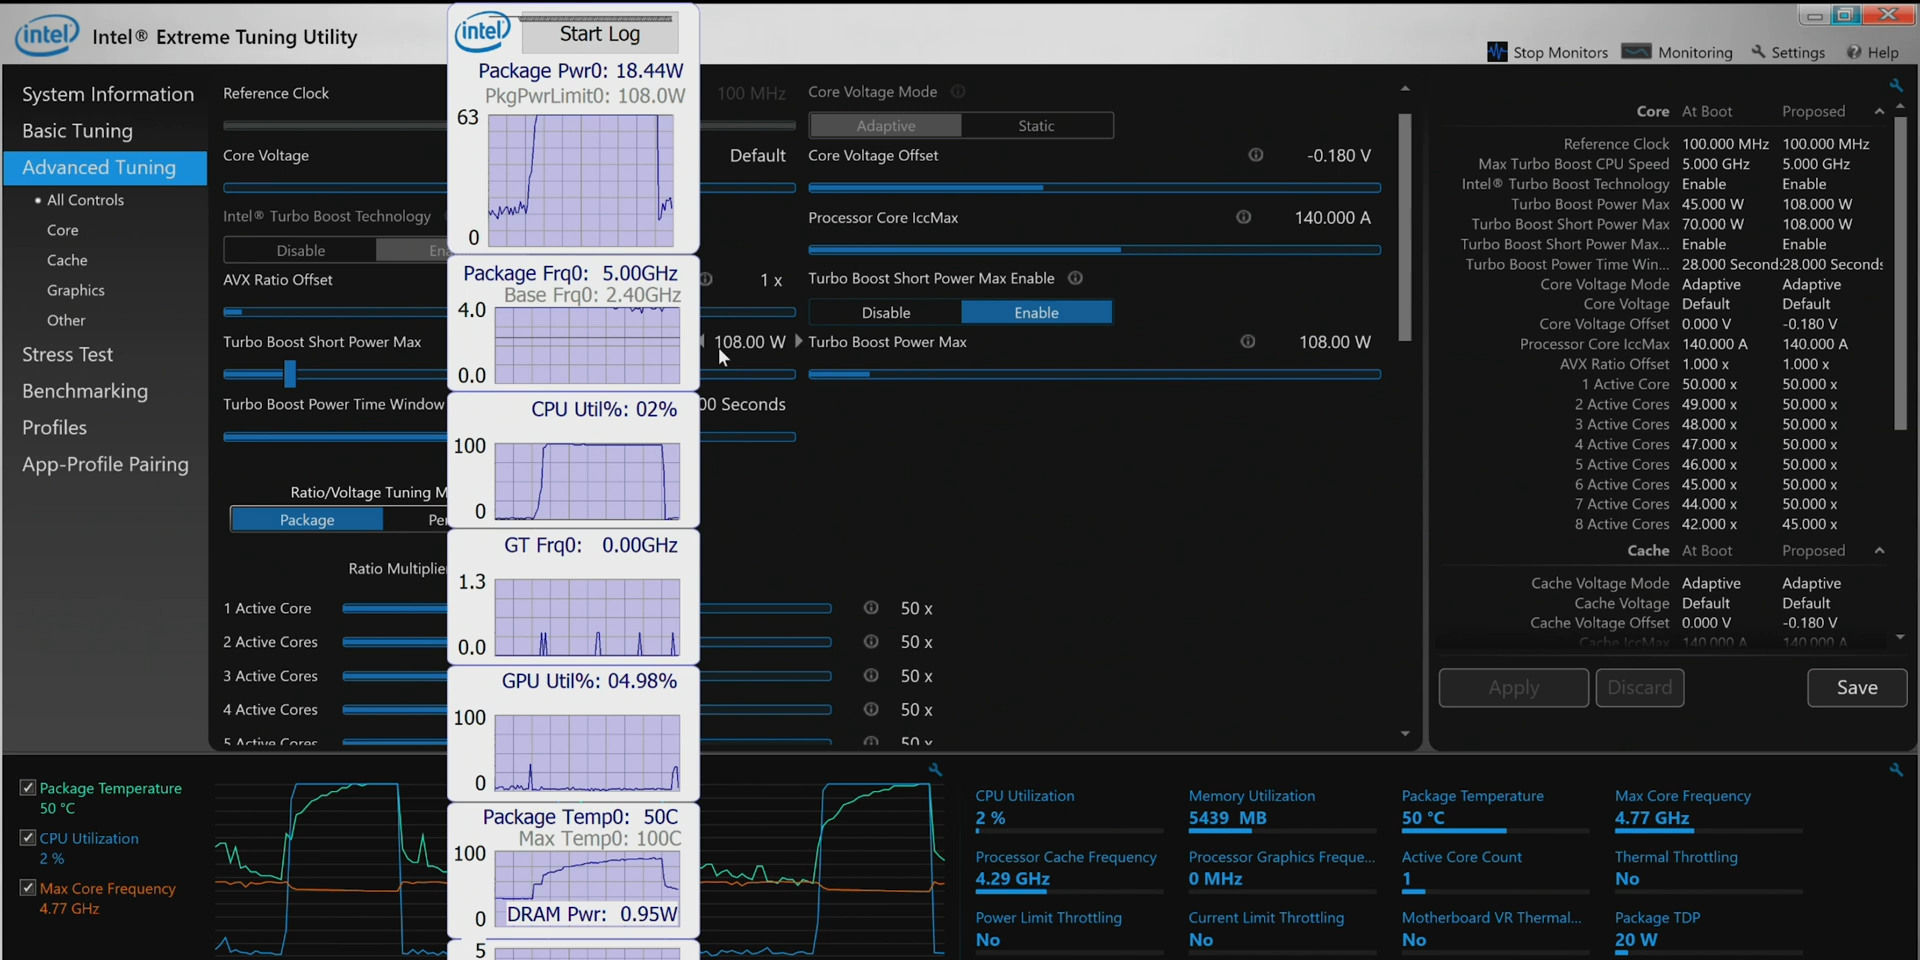 intel
Intel® Extreme Tuning Utility
Stop Monitors
Monitoring
Settings
Help
System Information
Basic Tuning
Advanced Tuning
All Controls
Core
Cache
Graphics
Other
Stress Test
Benchmarking
Profiles
App-Profile Pairing
Reference Clock
100 MHz
Core Voltage
Default
Intel® Turbo Boost Technology
Disable
AVX Ratio Offset
1 x
Turbo Boost Short Power Max
108.00 W
Turbo Boost Power Time Window
00 Seconds
Ratio/Voltage Tuning M
Package
Ratio Multiplier
1 Active Core
50 x
2 Active Cores
50 x
3 Active Cores
50 x
4 Active Cores
50 x
5 Active Cores
50 x
intel
Start Log
Package Pwr0: 18.44W
PkgPwrLimit0: 108.0W
63
0
Package Frq0: 5.00GHz
Base Frq0: 2.40GHz
4.0
0.0
CPU Util%: 02%
100
0
GT Frq0: 0.00GHz
1.3
0.0
GPU Util%: 04.98%
100
0
Package Temp0: 50C
Max Temp0: 100C
100
0
DRAM Pwr: 0.95W
5
Core Voltage Mode
Adaptive Static
Core Voltage Offset
-0.180 V
Processor Core IccMax
140.000 A
Turbo Boost Short Power Max Enable
Disable Enable
Turbo Boost Power Max
108.00 W
Core At Boot Proposed
Reference Clock 100.000 MHz 100.000 MHz
Max Turbo Boost CPU Speed 5.000 GHz 5.000 GHz
Intel® Turbo Boost Technology Enable Enable
Turbo Boost Power Max 45.000 W 108.000 W
Turbo Boost Short Power Max 70.000 W 108.000 W
Turbo Boost Short Power Max... Enable Enable
Turbo Boost Power Time Win... 28.000 Seconds 28.000 Seconds
Core Voltage Mode Adaptive Adaptive
Core Voltage Default Default
Core Voltage Offset 0.000 V -0.180 V
Processor Core IccMax 140.000 A 140.000 A
AVX Ratio Offset 1.000 x 1.000 x
1 Active Core 50.000 x 50.000 x
2 Active Cores 49.000 x 50.000 x
3 Active Cores 48.000 x 50.000 x
4 Active Cores 47.000 x 50.000 x
5 Active Cores 46.000 x 50.000 x
6 Active Cores 45.000 x 50.000 x
7 Active Cores 44.000 x 50.000 x
8 Active Cores 42.000 x 45.000 x
Cache At Boot Proposed
Cache Voltage Mode Adaptive Adaptive
Cache Voltage Default Default
Cache Voltage Offset 0.000 V -0.180 V
Cache IccMax 140.000 A 140.000 A
Apply
Discard
Save
Package Temperature
50 °C
CPU Utilization
2 %
Max Core Frequency
4.77 GHz
CPU Utilization
2 %
Memory Utilization
5439 MB
Package Temperature
50 °C
Max Core Frequency
4.77 GHz
Processor Cache Frequency
4.29 GHz
Processor Graphics Freque...
0 MHz
Active Core Count
1
Thermal Throttling
No
Power Limit Throttling
No
Current Limit Throttling
No
Motherboard VR Thermal...
No
Package TDP
20 W